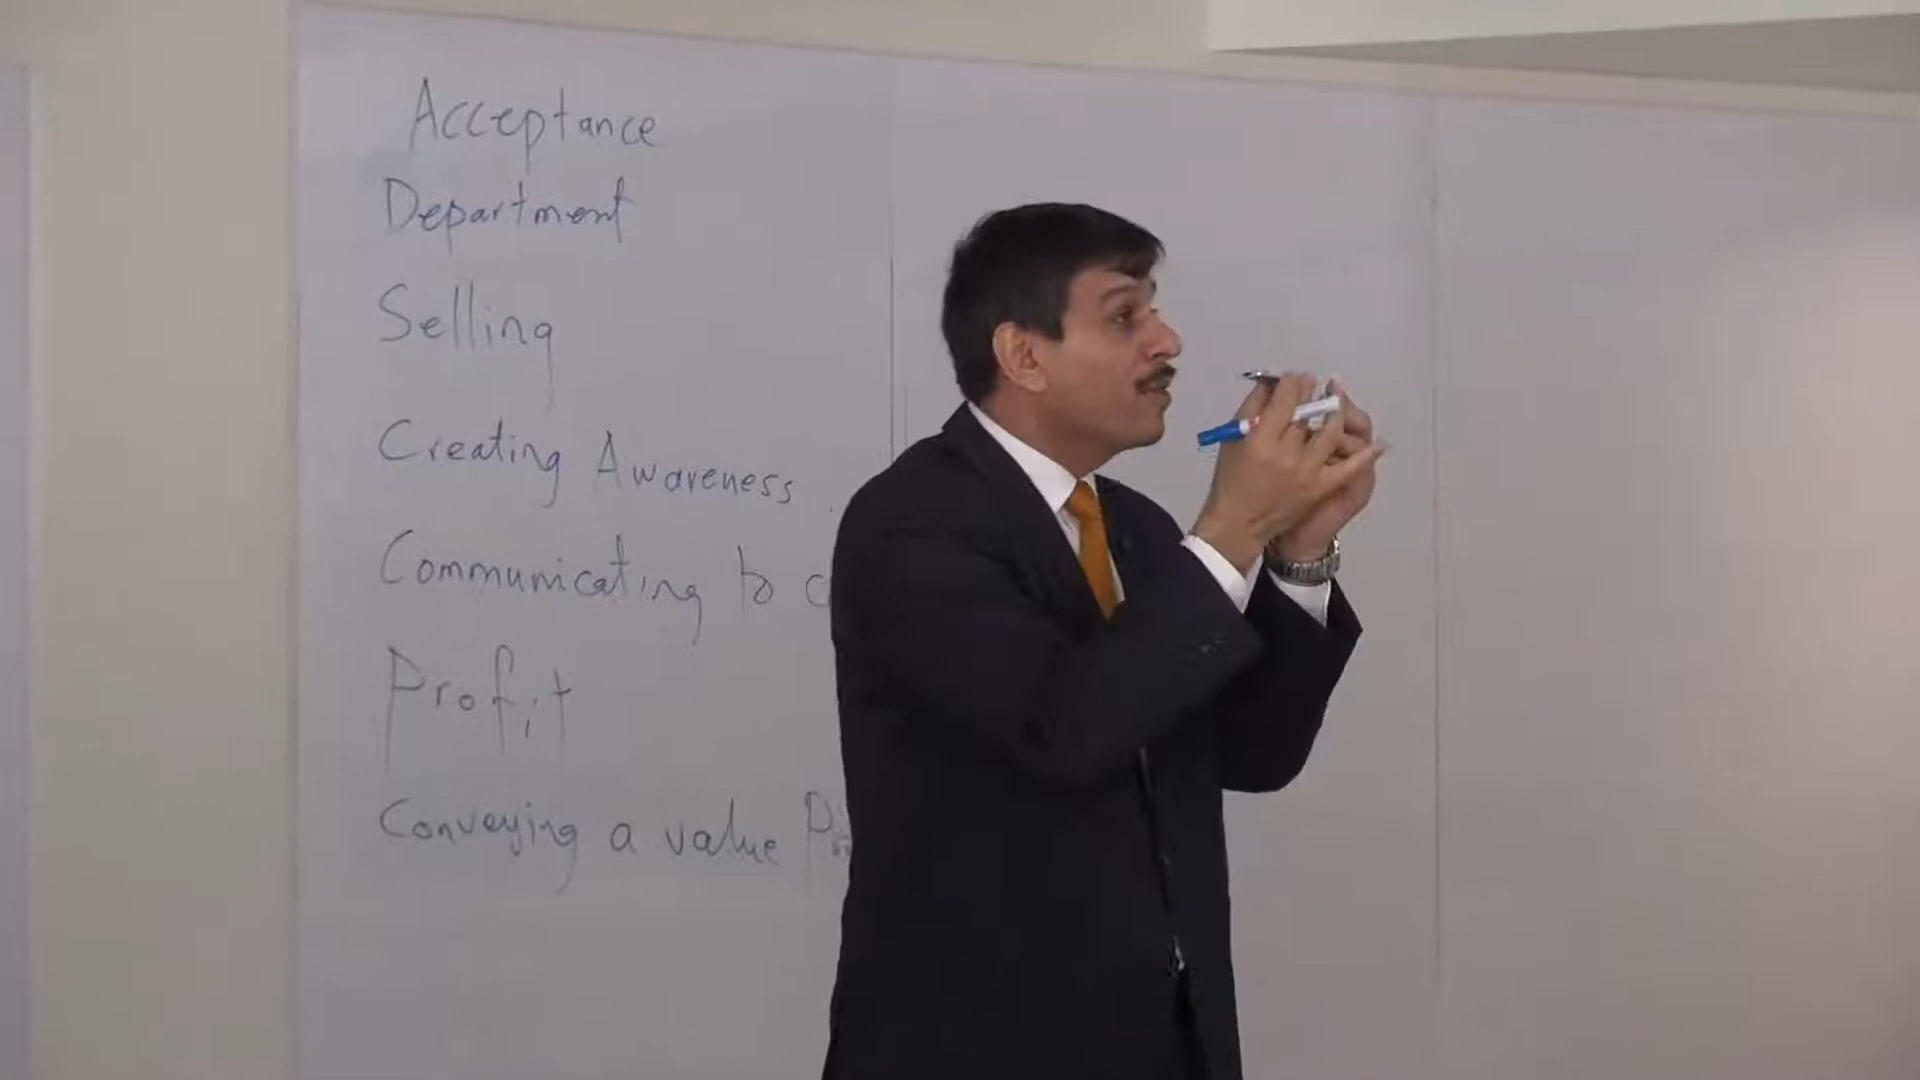 Acceptance
Department
Selling
Creating Awareness
Communicating to
Profit
Conveying a value